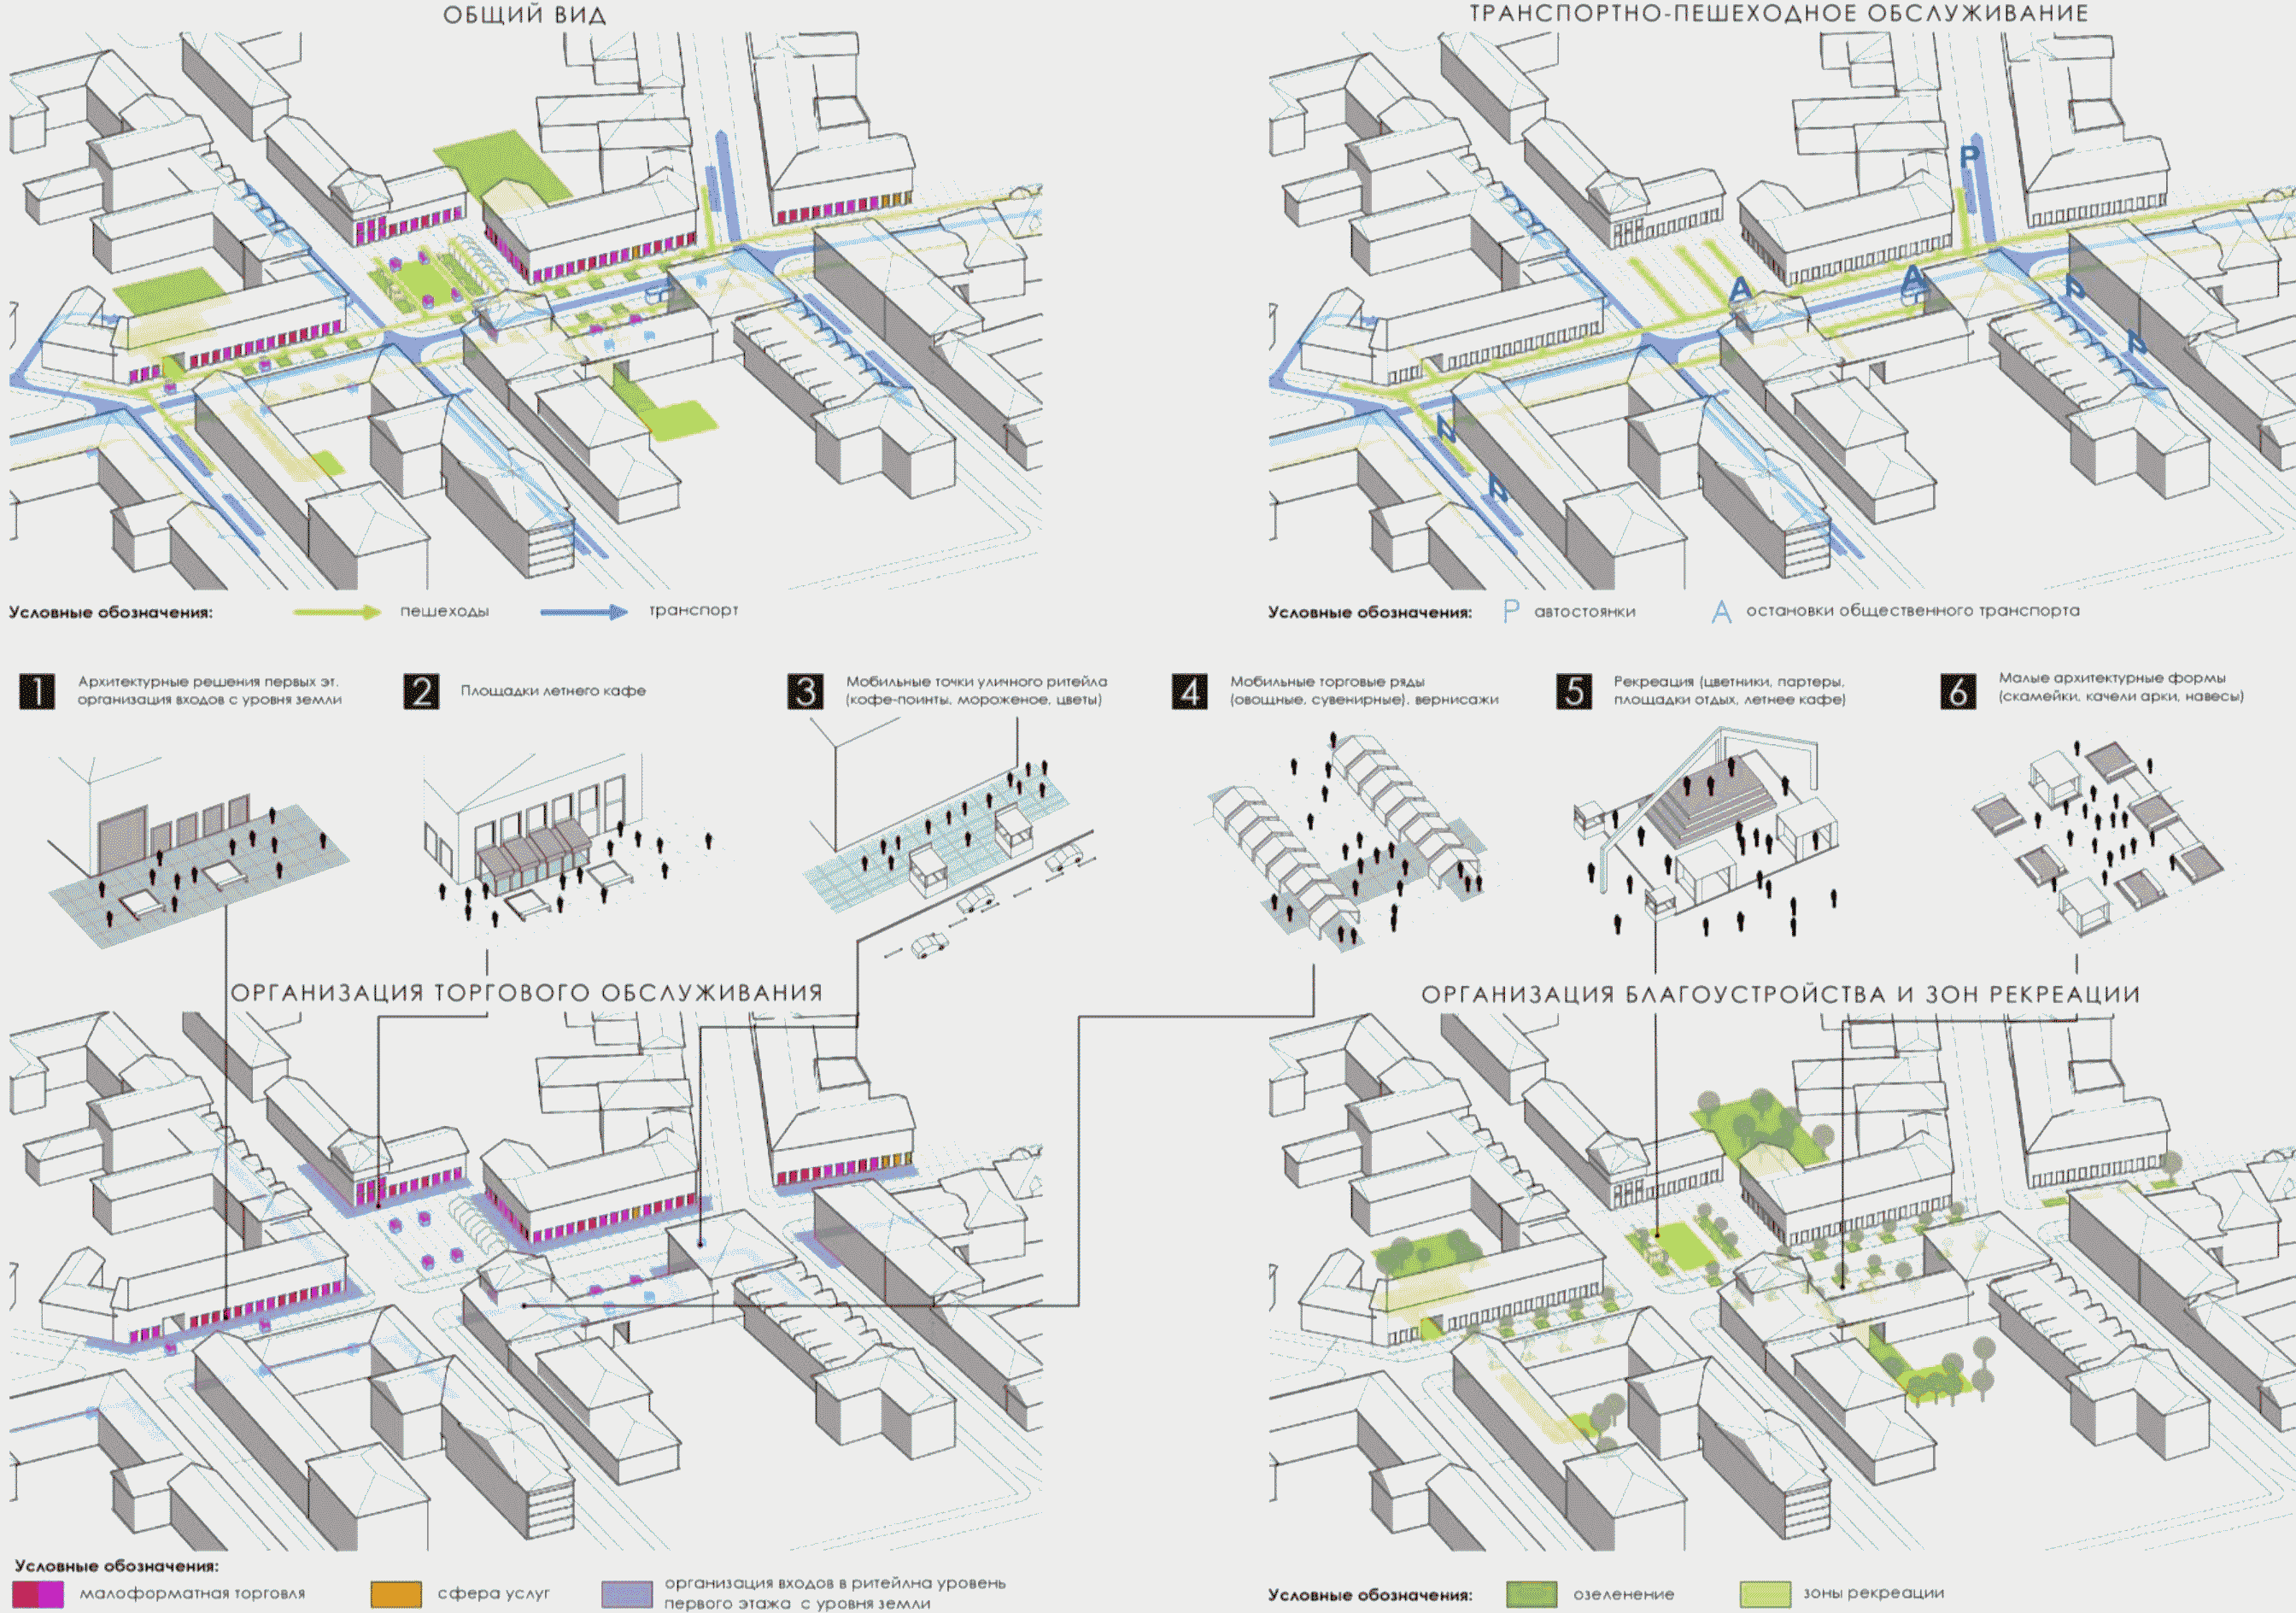 ОБЩИЙ ВИД
ТРАНСПОРТНО-ПЕШЕХОДНОЕ ОБСЛУЖИВАНИЕ
P
A
A
P
P
P
P
Условные обозначения:
пешеходы
транспорт
Условные обозначения:
P автостоянки
A остановки общественного транспорта
1
Архитектурные решения первых эт.
организация входов с уровня земли
2
Площадки летнего кафе
3
Мобильные точки уличного ритейла
(кофе-поинты, мороженое, цветы)
4
Мобильные торговые ряды
(овощные, сувенирные), вернисажи
5
Рекреация (цветники, партеры,
площадки отдых, летнее кафе)
6
Малые архитектурные формы
(скамейки, качели арки, навесы)
ОРГАНИЗАЦИЯ ТОРГОВОГО ОБСЛУЖИВАНИЯ
ОРГАНИЗАЦИЯ БЛАГОУСТРОЙСТВА И ЗОН РЕКРЕАЦИИ
Условные обозначения:
малоформатная торговля
сфера услуг
организация входов в ритейлна уровень
первого этажа с уровня земли
Условные обозначения:
озеленение
зоны рекреации